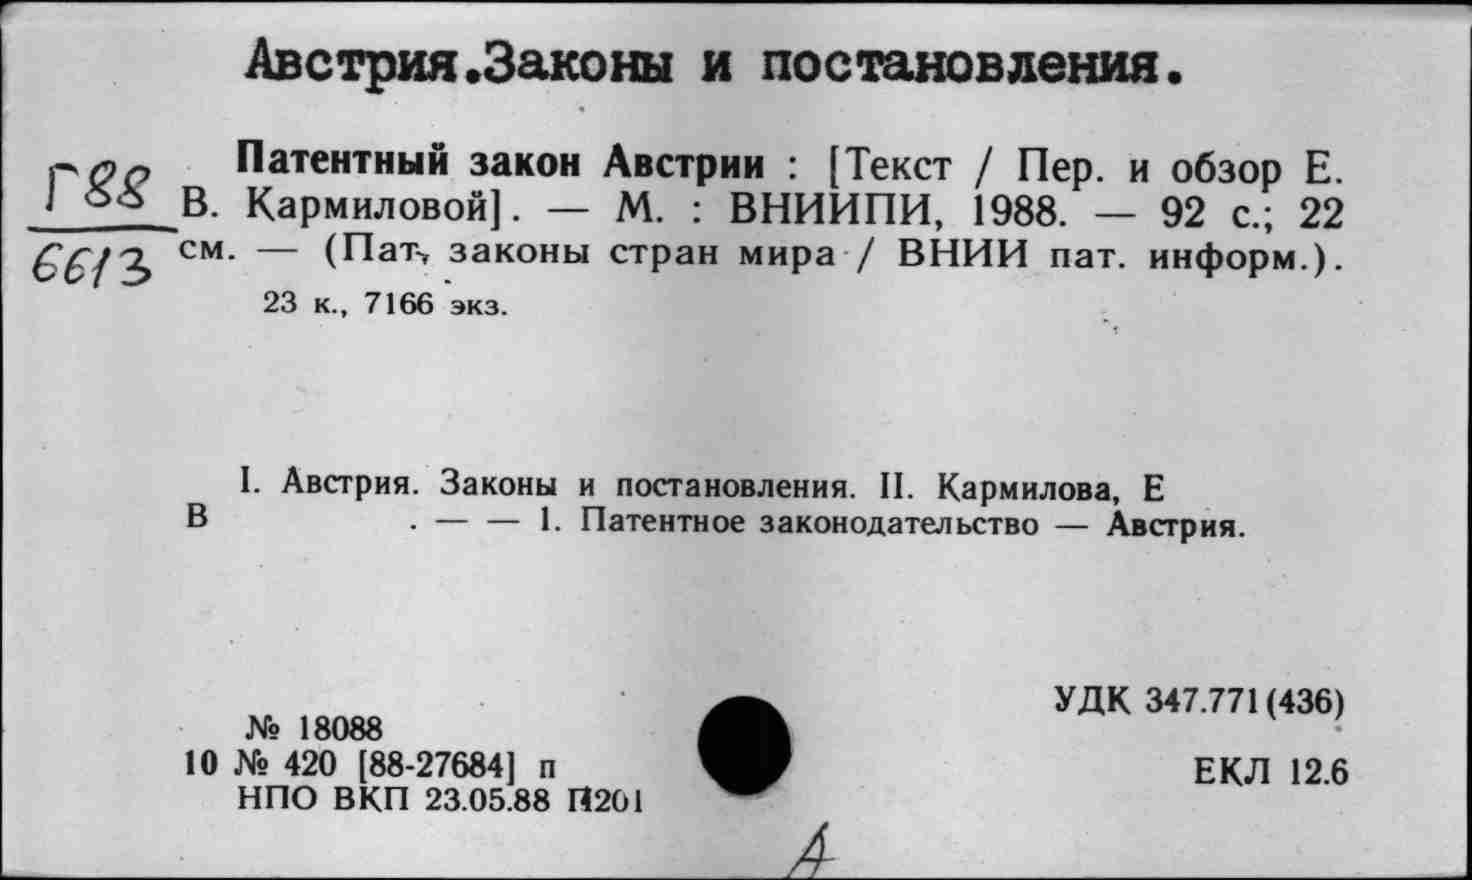 Австрия.Законы и постановления.
Г88
6613
Патентный закон Австрии : [Текст / Пер. и обзор Е.
В. Кармиловой]. — М. : ВНИИПИ, 1988. — 92 с.; 22
см. — (Пат. законы стран мира / ВНИИ пат. информ.).
23 к., 7166 экз.
I. Австрия. Законы и постановления. II. Кармилова, Е
В . — — 1. Патентное законодательство — Австрия.
УДК 347.771(436)
№ 18088
10 № 420 [88-27684] п
ЕКЛ 12.6
НПО ВКП 23.05.88 П201
А